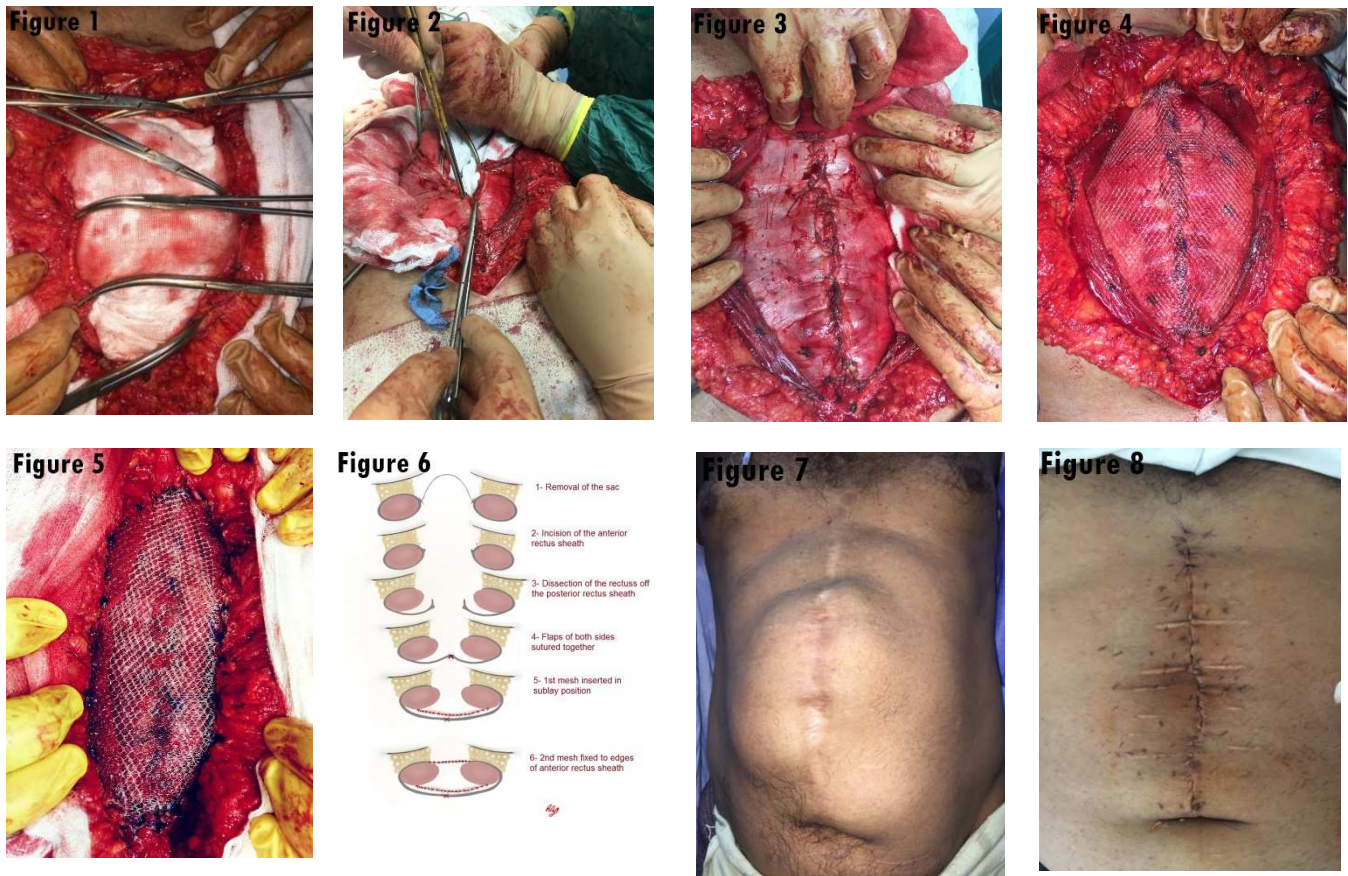 Figure 1
Figure 2
Figure 3
Figure 4
Figure 5
Figure 6
1- Removal of the sac
2- Incision of the anterior
rectus sheath
3- Dissection of the rectuss off
the posterior rectus sheath
4- Flaps of both sides
sutured together
5- 1st mesh inserted in
sublay position
6- 2nd mesh fixed to edges
of anterior rectus sheath
Figure 7
Figure 8